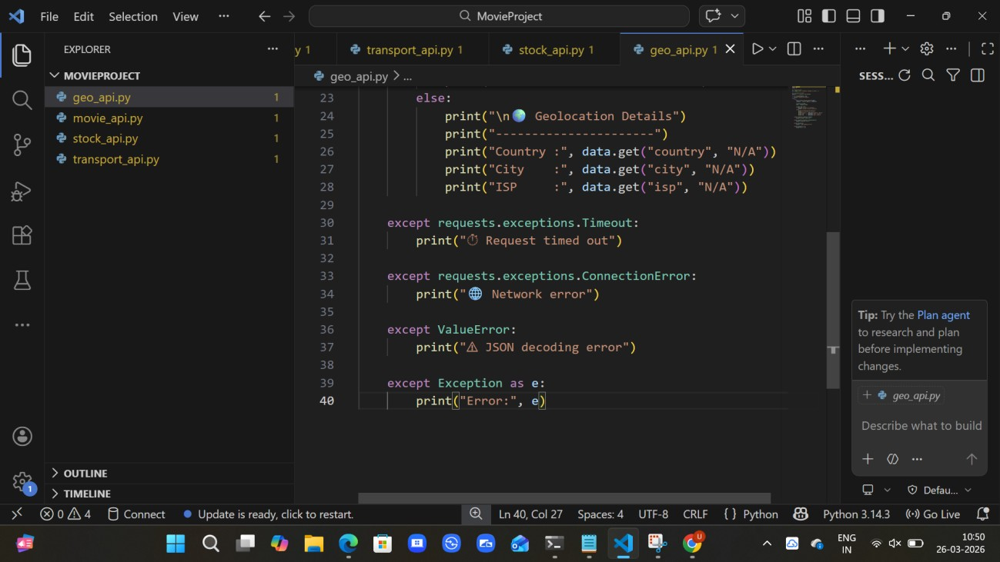 File Edit Selection View ··· MovieProject
EXPLORER ···
y 1 transport_api.py 1 stock_api.py 1 geo_api.py 1
MOVIEPROJECT
geo_api.py 1
movie_api.py 1
stock_api.py 1
transport_api.py 1
OUTLINE
TIMELINE
geo_api.py > ...
23 else:
24 print("\n🌍 Geolocation Details")
25 print("----------------------")
26 print("Country :", data.get("country", "N/A"))
27 print("City    :", data.get("city", "N/A"))
28 print("ISP     :", data.get("isp", "N/A"))
29
30 except requests.exceptions.Timeout:
31 print("⏱ Request timed out")
32
33 except requests.exceptions.ConnectionError:
34 print("🌐 Network error")
35
36 except ValueError:
37 print("⚠ JSON decoding error")
38
39 except Exception as e:
40 print("Error:", e)
SESS...
Tip: Try the Plan agent
to research and plan
before implementing
changes.
geo_api.py
Describe what to build
Defau...
0 4 Connect Update is ready, click to restart. Ln 40, Col 27 Spaces: 4 UTF-8 CRLF {} Python Python 3.14.3 Go Live
1
U
ENG
IN
10:50
26-03-2026